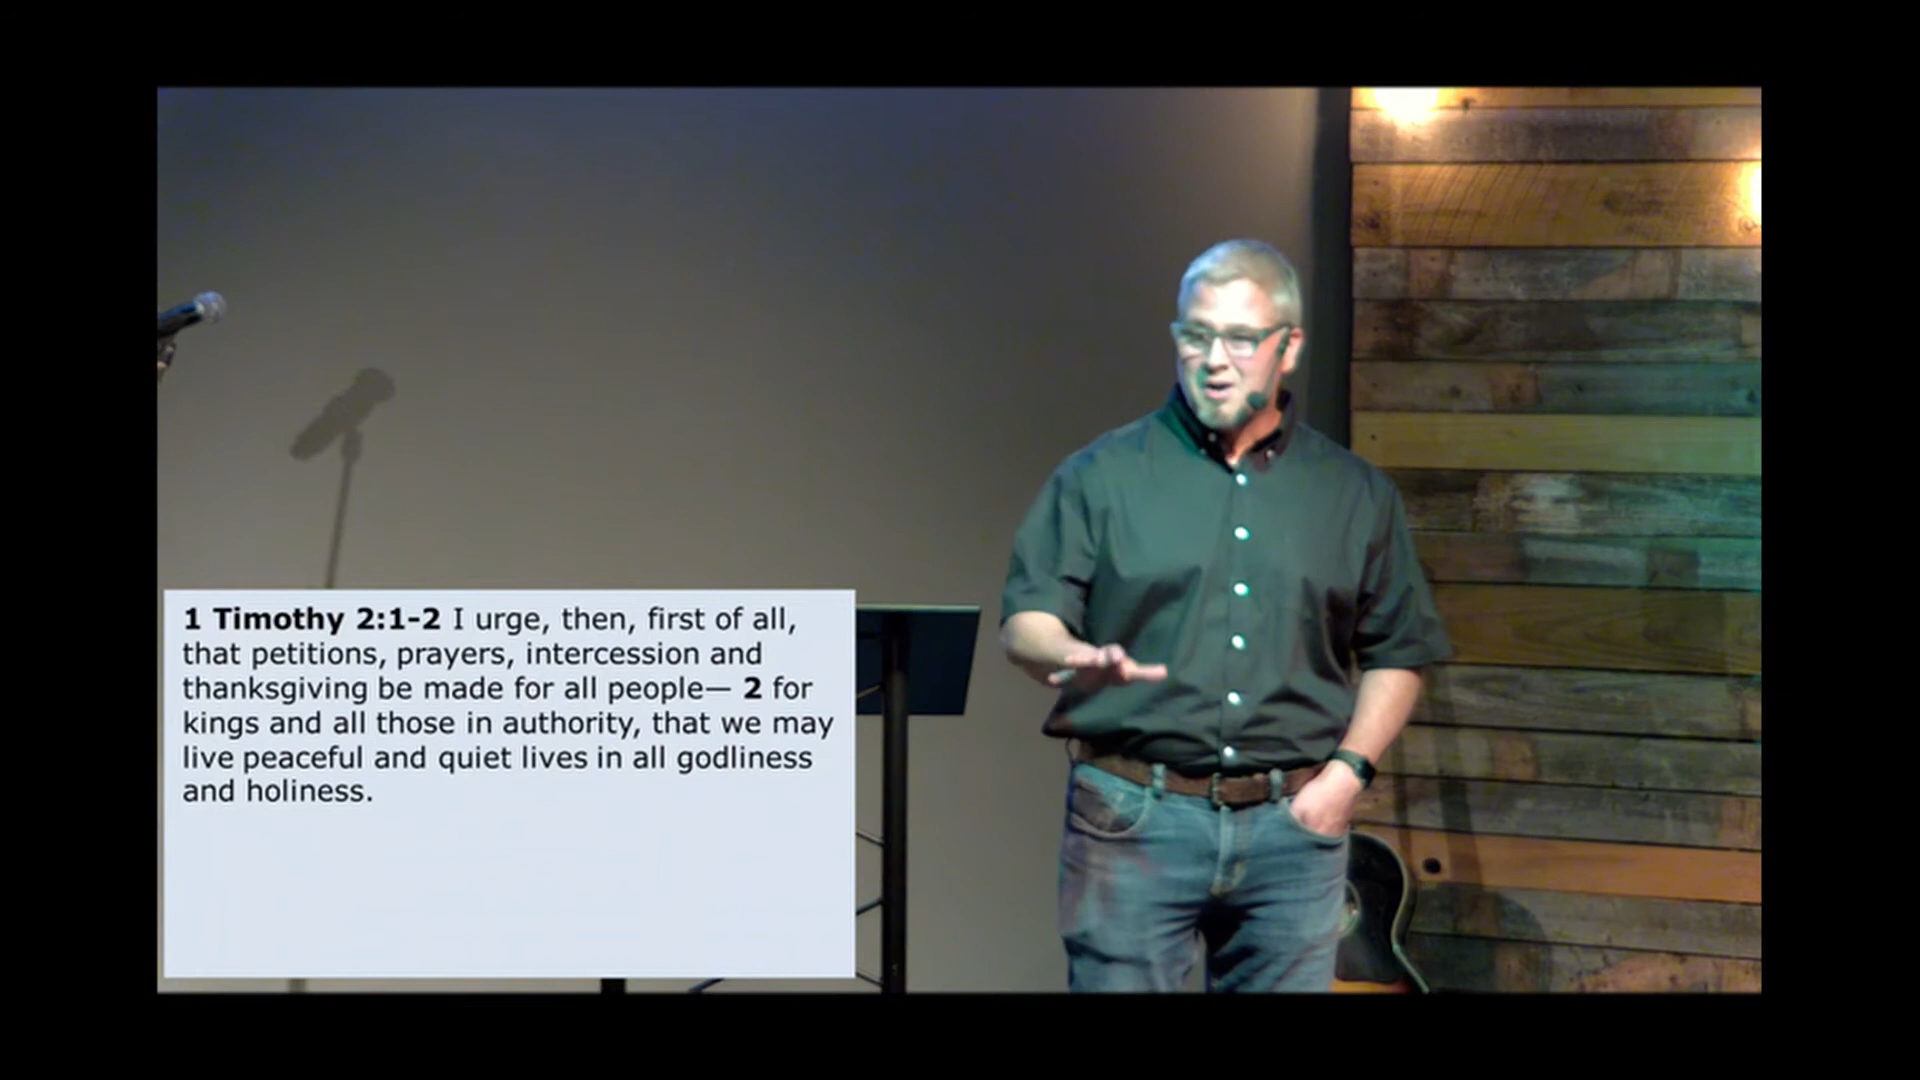 1 Timothy 2:1-2 I urge, then, first of all,
that petitions, prayers, intercession and
thanksgiving be made for all people— 2 for
kings and all those in authority, that we may
live peaceful and quiet lives in all godliness
and holiness.